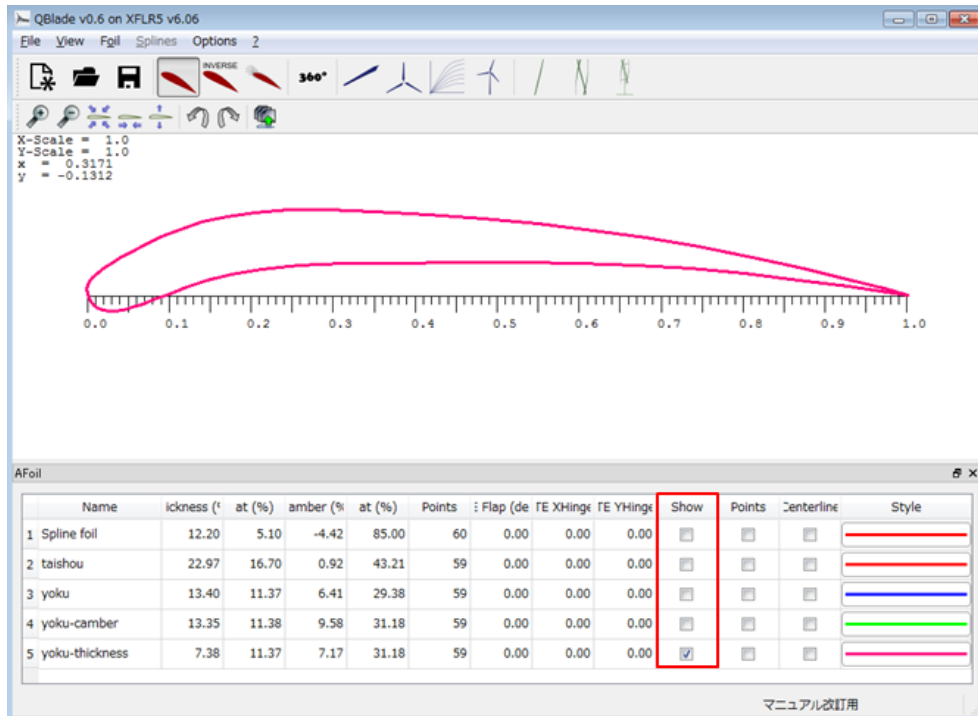 QBlade v0.6 on XFLR5 v6.06
File View Foil Splines Options ?
INVERSE
360°
X-Scale = 1.0
Y-Scale = 1.0
x = 0.3171
y = -0.1312
0.0 0.1 0.2 0.3 0.4 0.5 0.6 0.7 0.8 0.9 1.0
AFoil
Name ickness (% at (%) amber (% at (%) Points E Flap (de TE XHinge TE YHinge Show Points Centerline Style
1 Spline foil 12.20 5.10 -4.42 85.00 60 0.00 0.00 0.00
2 taishou 22.97 16.70 0.92 43.21 59 0.00 0.00 0.00
3 yoku 13.40 11.37 6.41 29.38 59 0.00 0.00 0.00
4 yoku-camber 13.35 11.38 9.58 31.18 59 0.00 0.00 0.00
5 yoku-thickness 7.38 11.37 7.17 31.18 59 0.00 0.00 0.00
マニュアル改訂用